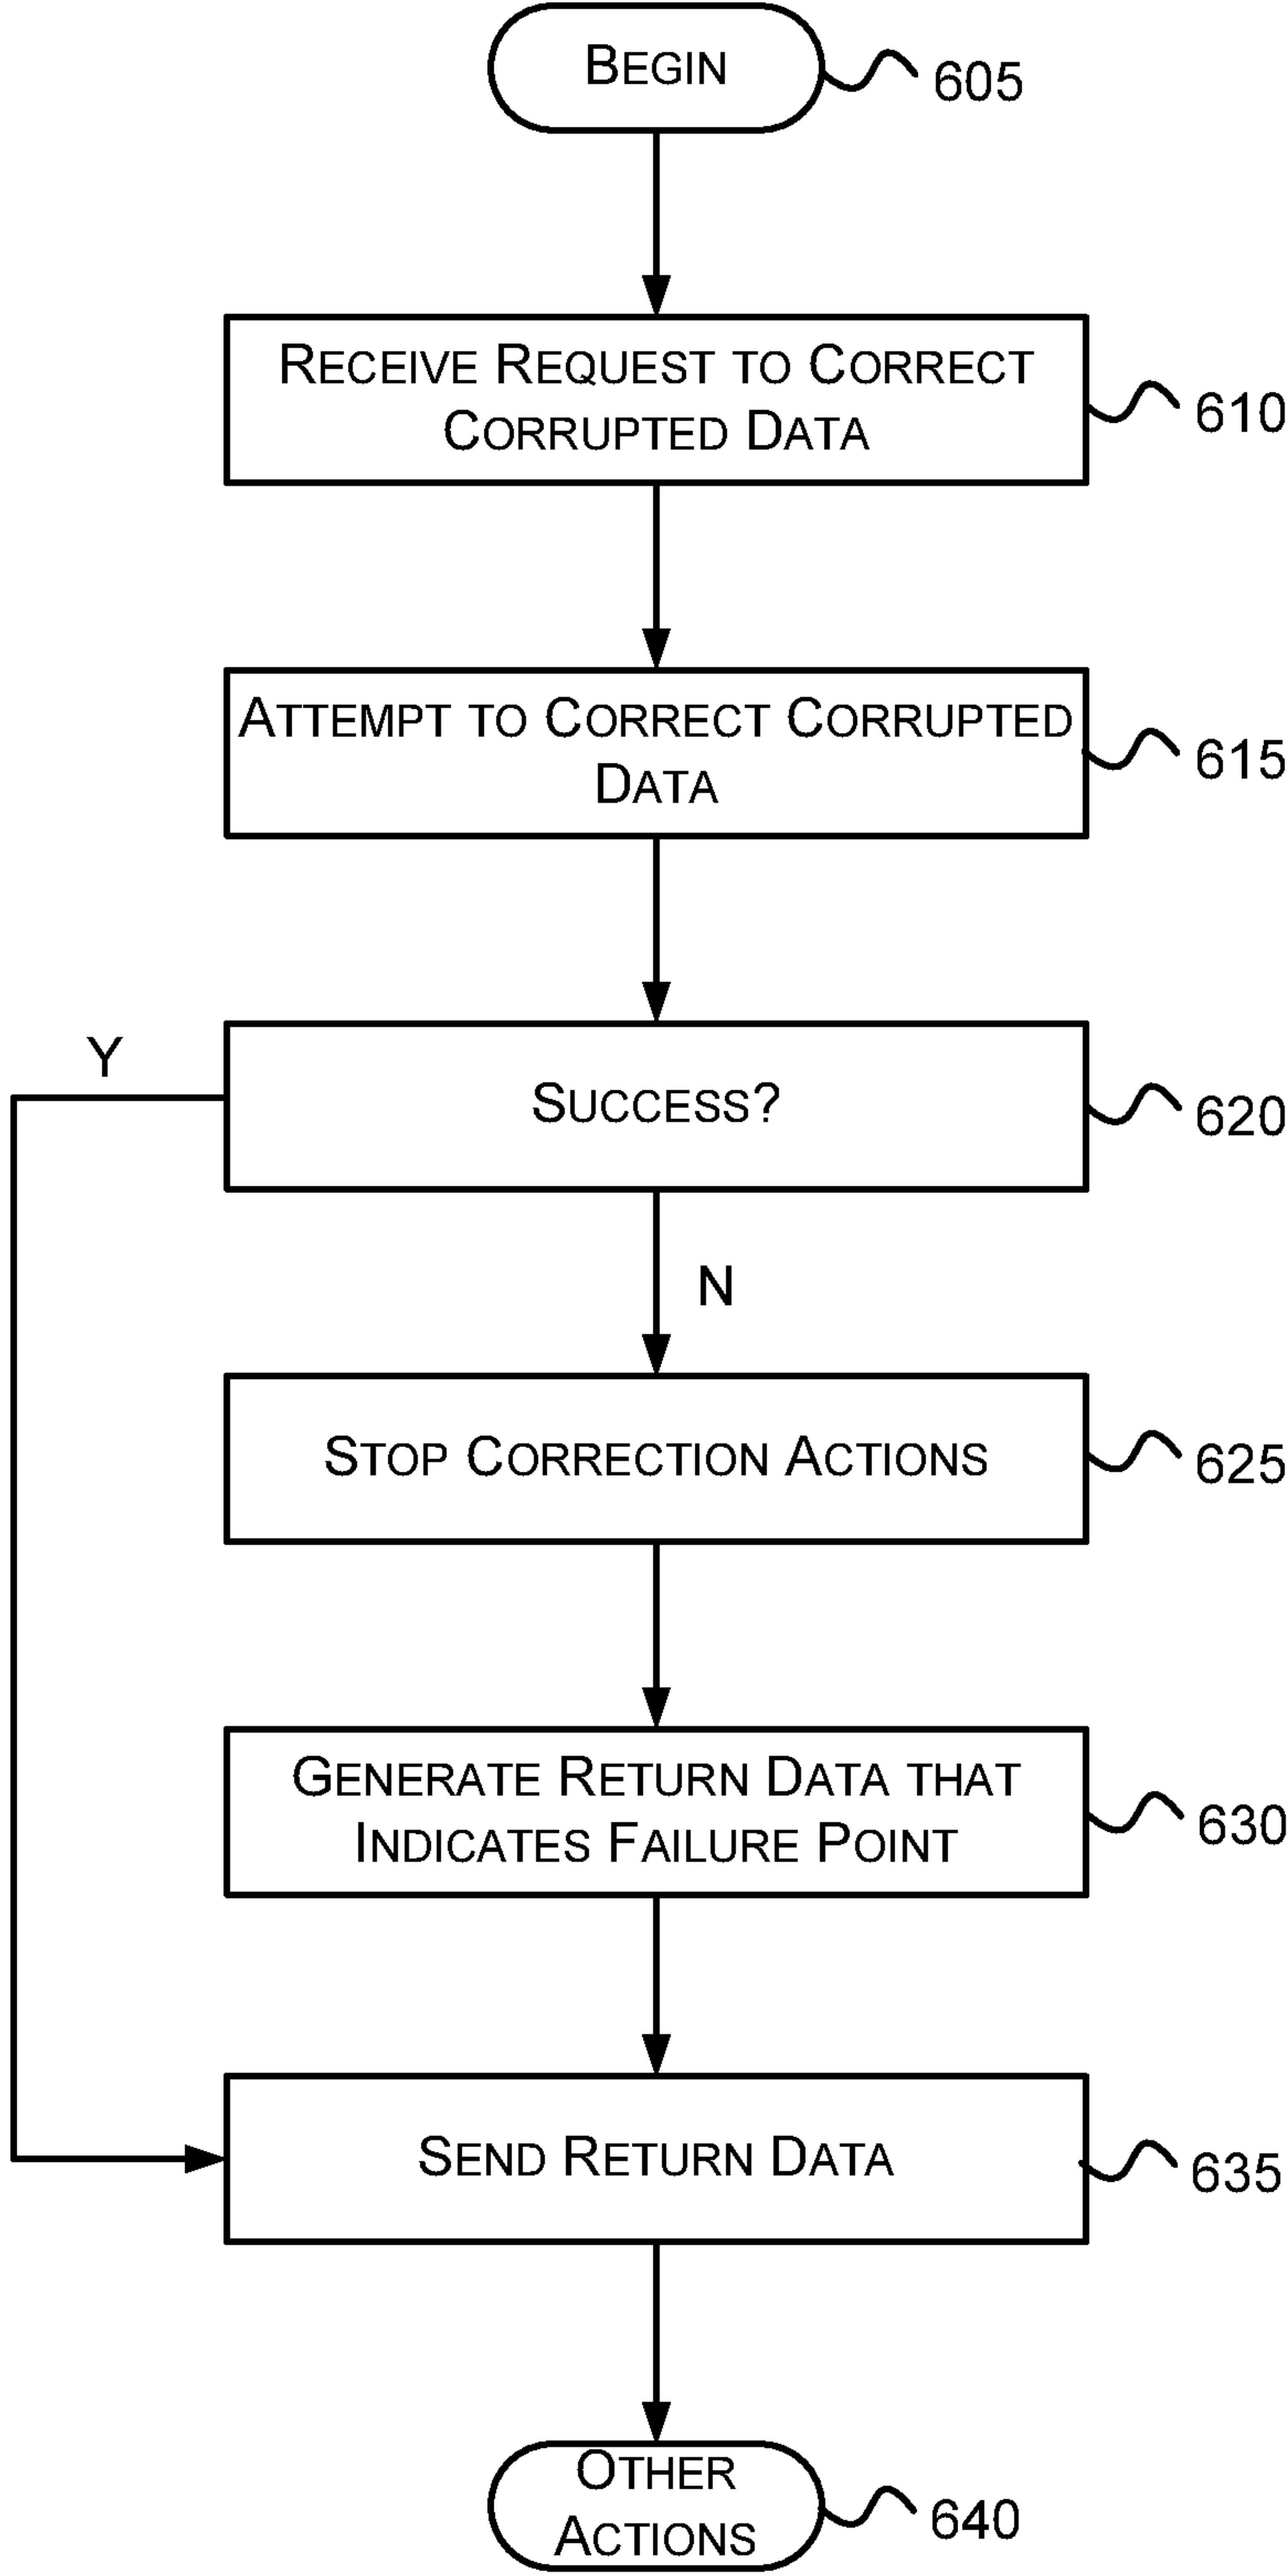 BEGIN
605
RECEIVE REQUEST TO CORRECT
CORRUPTED DATA
610
ATTEMPT TO CORRECT CORRUPTED
DATA
615
Y
SUCCESS?
620
N
STOP CORRECTION ACTIONS
625
GENERATE RETURN DATA THAT
INDICATES FAILURE POINT
630
SEND RETURN DATA
635
OTHER
ACTIONS
640